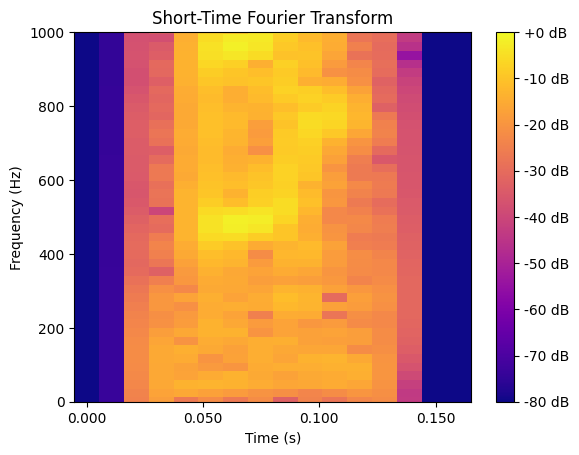 Short-Time Fourier Transform
1000
800
600
400
200
0
Frequency (Hz)
0.000
0.050
0.100
0.150
Time (s)
+0 dB
-10 dB
-20 dB
-30 dB
-40 dB
-50 dB
-60 dB
-70 dB
-80 dB